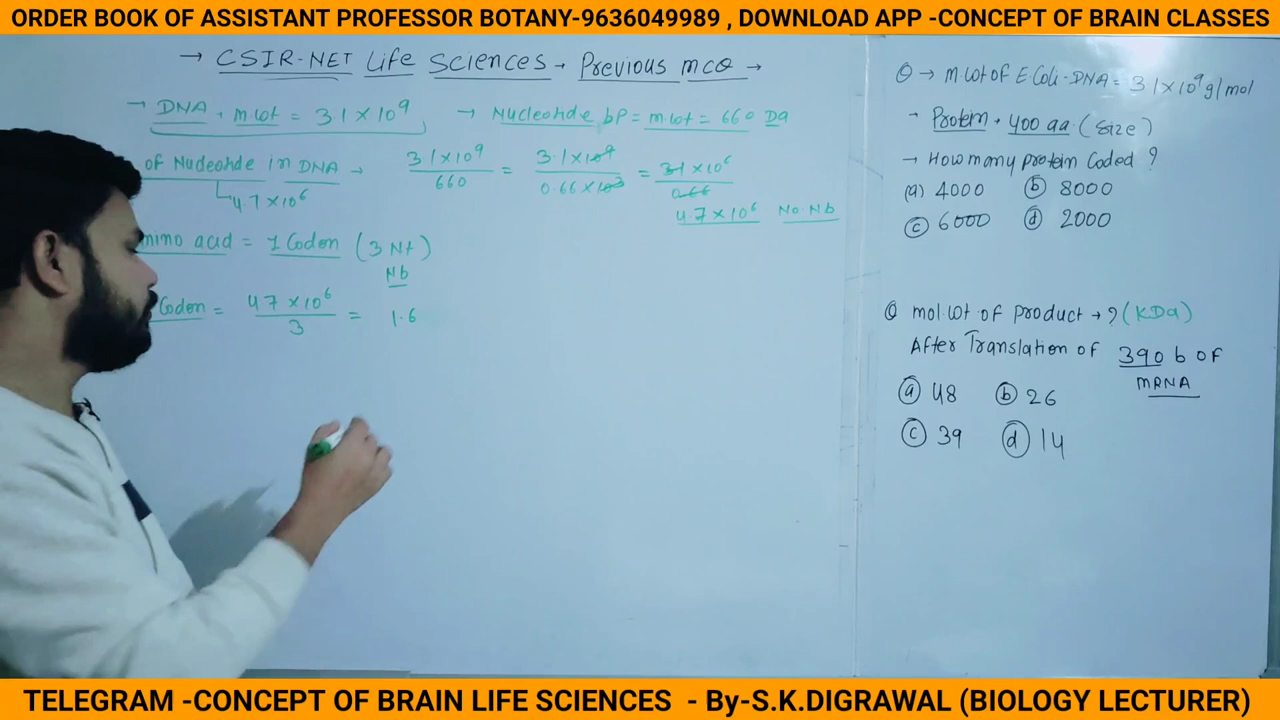 ORDER BOOK OF ASSISTANT PROFESSOR BOTANY-9636049989 , DOWNLOAD APP -CONCEPT OF BRAIN CLASSES
→ CSIR-NET Life Sciences → Previous MCQ →
→ DNA . m.wt = 3.1×10⁹ → Nucleotide bP = m.wt = 660 Da
of Nucleotide in DNA → 3.1×10⁹ / 660 = 3.1×10⁹ / 0.66×10³ = 3.1×10⁶ / 0.66
4.7×10⁶
4.7×10⁶ No. Nb
mino acid = 1 Codon (3 Nt)
Nb
Codon = 4.7×10⁶ / 3 = 1.6
Q → m.wt of E.Coli-DNA = 3.1×10⁹ g/mol
- Protein → 400 aa. (Size)
→ How many protein Coded ?
(a) 4000 (b) 8000
(c) 6000 (d) 2000
Q mol.wt of product → ? (KDa)
After Translation of 390 b of
mRNA
(a) 48 (b) 26
(c) 39 (d) 14
TELEGRAM -CONCEPT OF BRAIN LIFE SCIENCES - By-S.K.DIGRAWAL (BIOLOGY LECTURER)